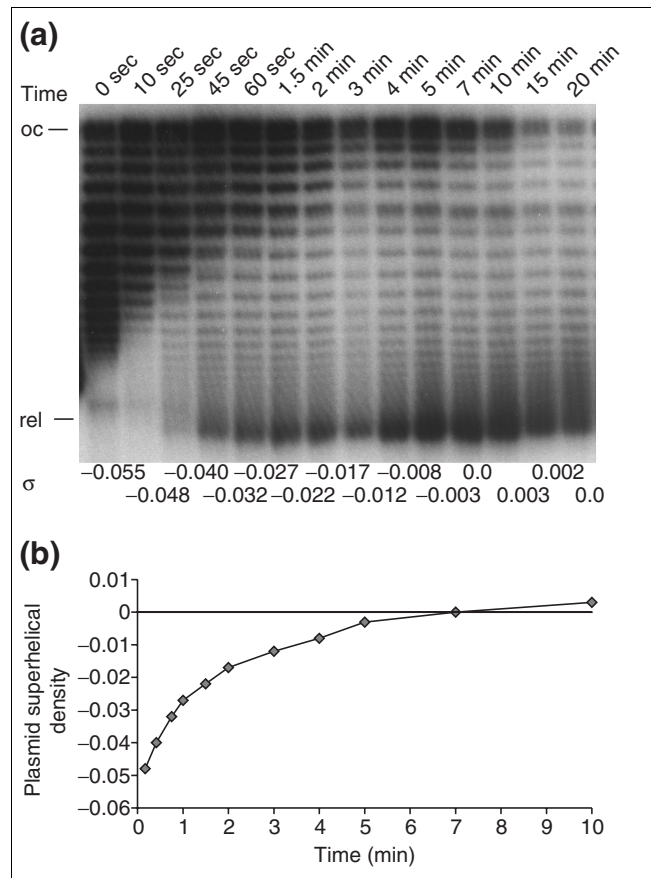 (a)
Time 0 sec 10 sec 25 sec 45 sec 60 sec 1.5 min 2 min 3 min 4 min 5 min 7 min 10 min 15 min 20 min
oc
rel
σ −0.055 −0.040 −0.027 −0.017 −0.008 0.0 0.002
−0.048 −0.032 −0.022 −0.012 −0.003 0.003 0.0
(b)
Plasmid superhelical
density
0.01
0
−0.01
−0.02
−0.03
−0.04
−0.05
−0.06
0 1 2 3 4 5 6 7 8 9 10
Time (min)